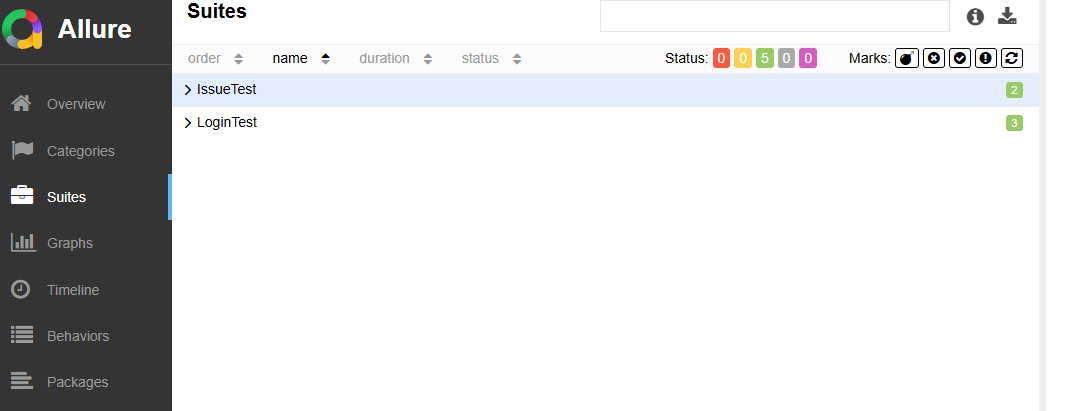 Allure
Overview
Categories
Suites
Graphs
Timeline
Behaviors
Packages
Suites
order name duration status Status: 0 0 5 0 0 Marks:
IssueTest 2
LoginTest 3